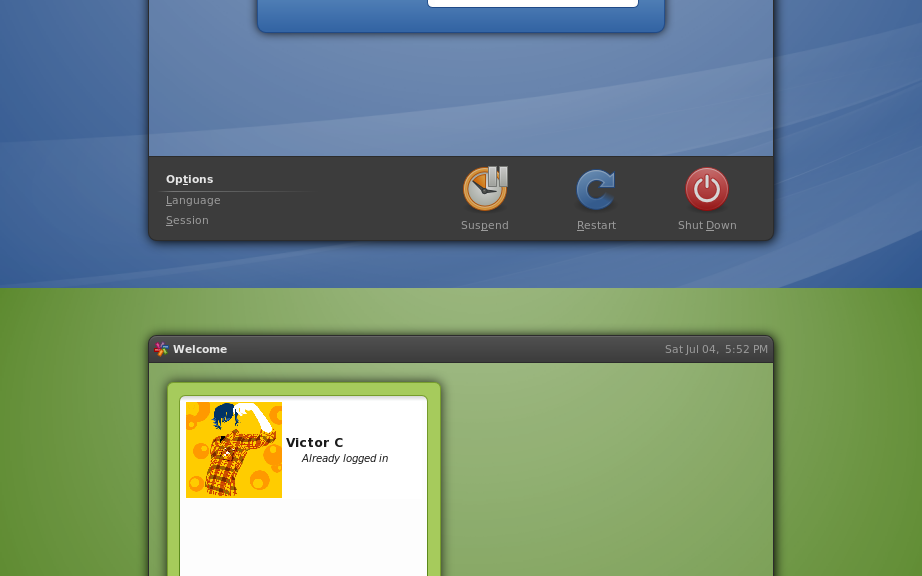 Options
Language
Session
Suspend
Restart
Shut Down
Welcome
Sat Jul 04, 5:52 PM
Victor C
Already logged in